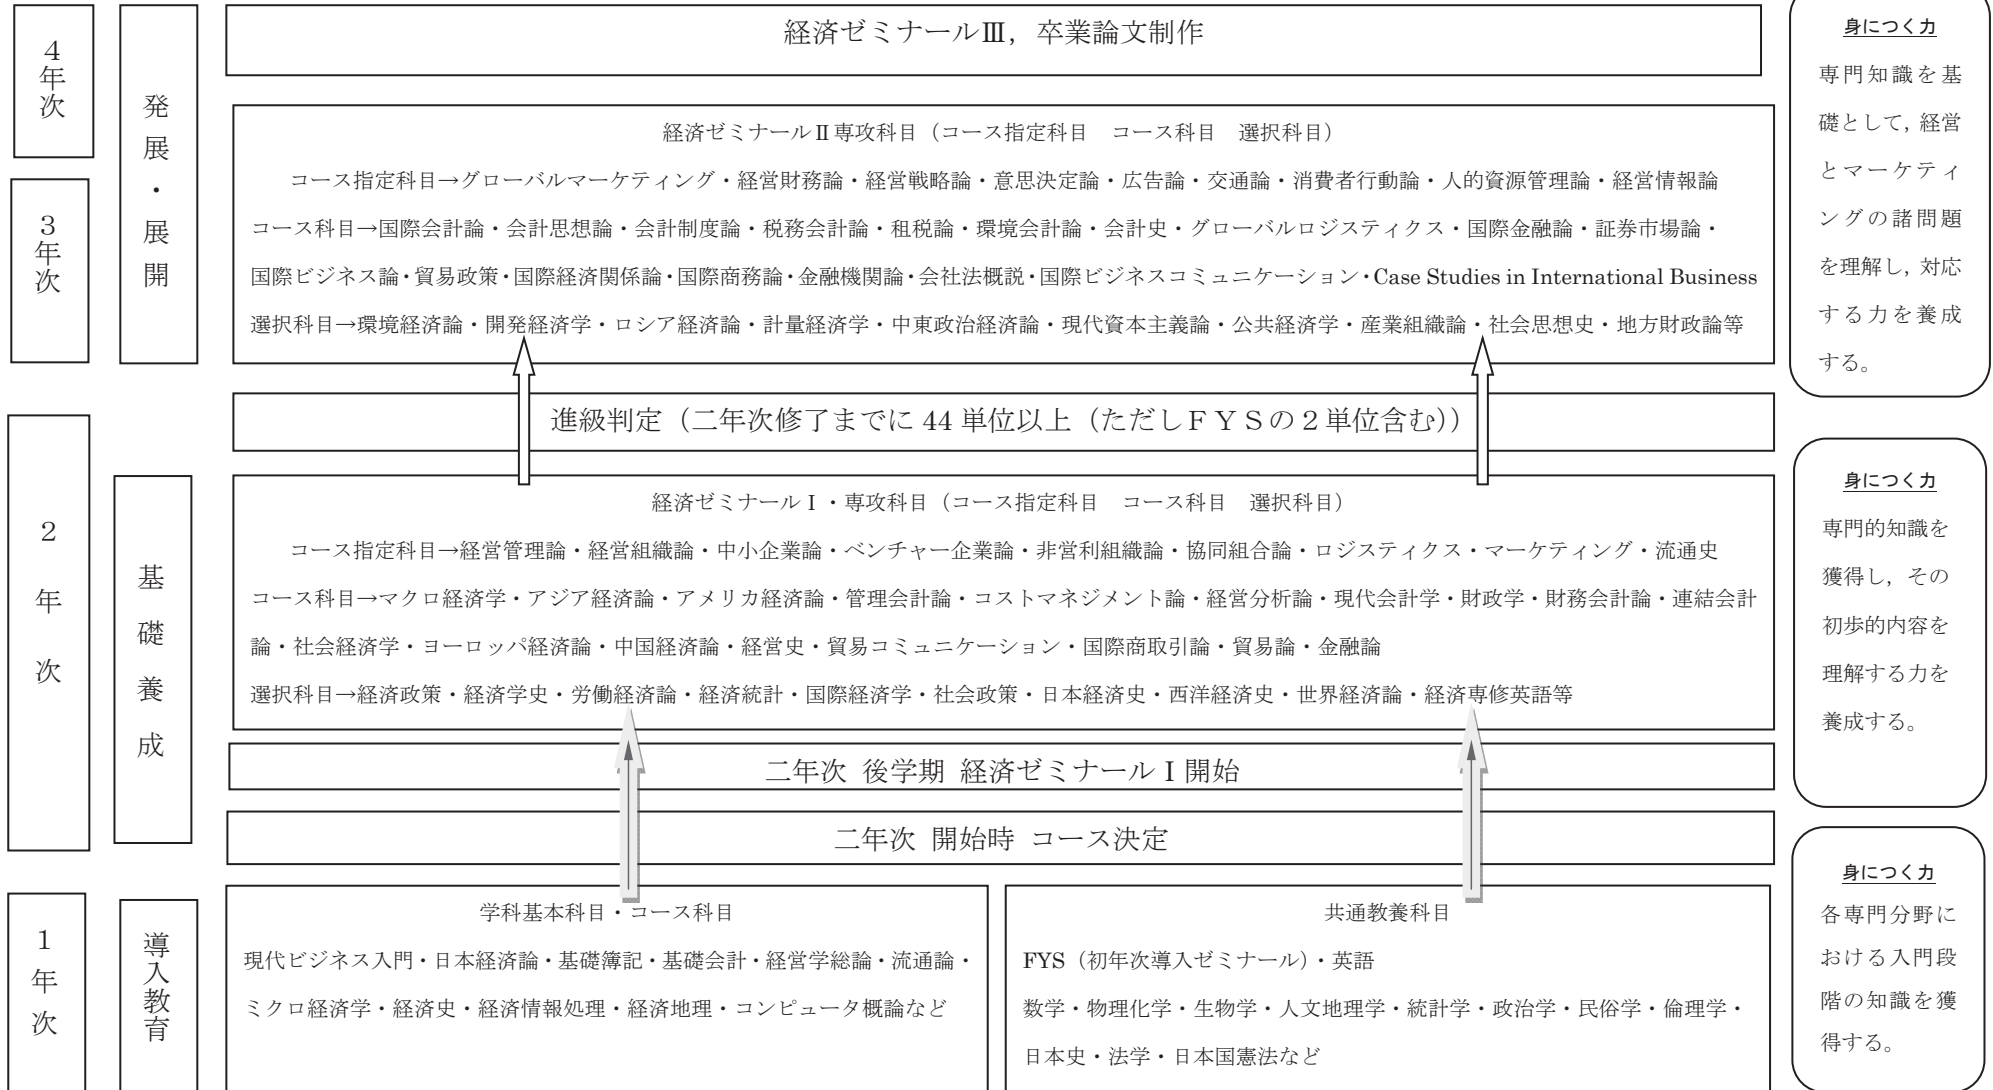 4年次
3年次
発展・展開
経済ゼミナールⅢ，卒業論文制作
経済ゼミナールⅡ専攻科目（コース指定科目　コース科目　選択科目）
コース指定科目→グローバルマーケティング・経営財務論・経営戦略論・意思決定論・広告論・交通論・消費者行動論・人的資源管理論・経営情報論
コース科目→国際会計論・会計思想論・会計制度論・税務会計論・租税論・環境会計論・会計史・グローバルロジスティクス・国際金融論・証券市場論・
国際ビジネス論・貿易政策・国際経済関係論・国際商務論・金融機関論・会社法概説・国際ビジネスコミュニケーション・Case Studies in International Business
選択科目→環境経済論・開発経済学・ロシア経済論・計量経済学・中東政治経済論・現代資本主義論・公共経済学・産業組織論・社会思想史・地方財政論等
身につく力
専門知識を基
礎として，経営
とマーケティ
ングの諸問題
を理解し，対応
する力を養成
する。
進級判定（二年次修了までに 44 単位以上（ただしＦＹＳの２単位含む））
2年次
基礎養成
経済ゼミナールⅠ・専攻科目（コース指定科目　コース科目　選択科目）
コース指定科目→経営管理論・経営組織論・中小企業論・ベンチャー企業論・非営利組織論・協同組合論・ロジスティクス・マーケティング・流通史
コース科目→マクロ経済学・アジア経済論・アメリカ経済論・管理会計論・コストマネジメント論・経営分析論・現代会計学・財政学・財務会計論・連結会計
論・社会経済学・ヨーロッパ経済論・中国経済論・経営史・貿易コミュニケーション・国際商取引論・貿易論・金融論
選択科目→経済政策・経済学史・労働経済論・経済統計・国際経済学・社会政策・日本経済史・西洋経済史・世界経済論・経済専修英語等
身につく力
専門的知識を
獲得し，その
初歩的内容を
理解する力を
養成する。
二年次 後学期 経済ゼミナールⅠ開始
二年次 開始時 コース決定
1年次
導入教育
学科基本科目・コース科目
現代ビジネス入門・日本経済論・基礎簿記・基礎会計・経営学総論・流通論・
ミクロ経済学・経済史・経済情報処理・経済地理・コンピュータ概論など
共通教養科目
FYS（初年次導入ゼミナール）・英語
数学・物理化学・生物学・人文地理学・統計学・政治学・民俗学・倫理学・
日本史・法学・日本国憲法など
身につく力
各専門分野に
おける入門段
階の知識を獲
得する。